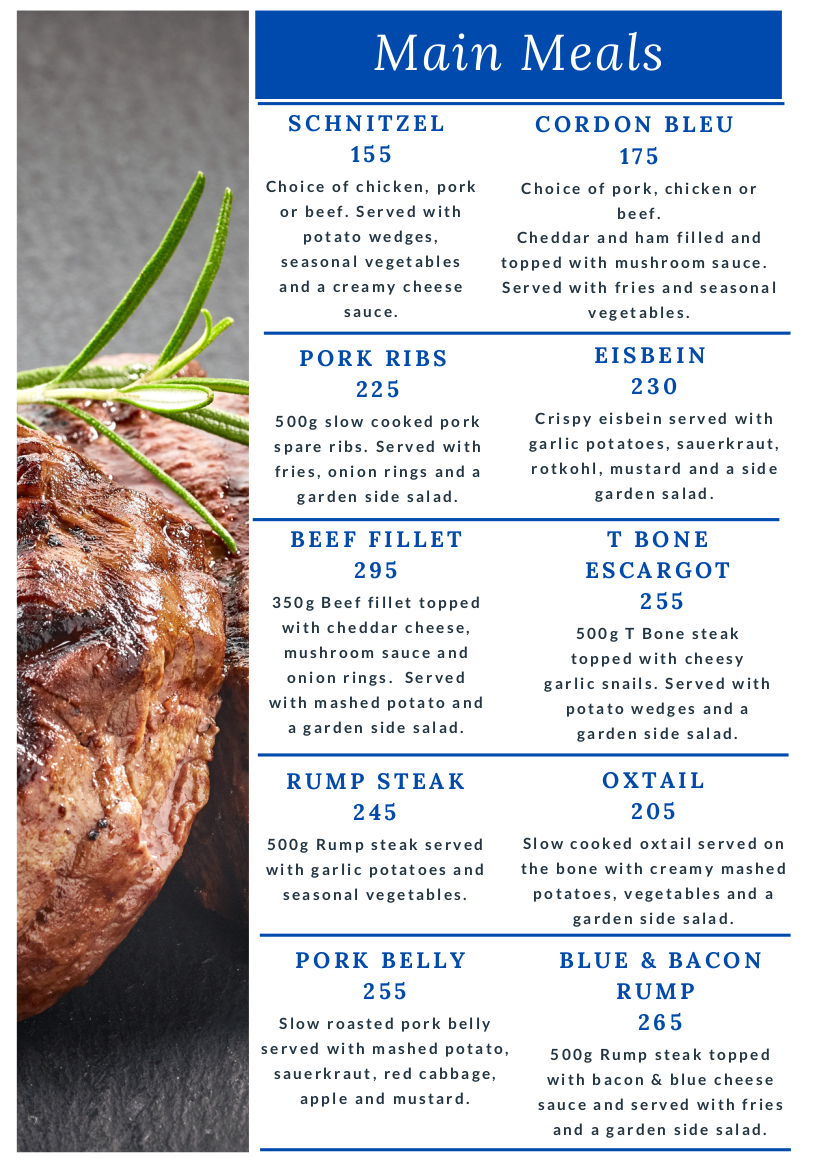 Main Meals
SCHNITZEL
155
Choice of chicken, pork
or beef. Served with
potato wedges,
seasonal vegetables
and a creamy cheese
sauce.
CORDON BLEU
175
Choice of pork, chicken or
beef.
Cheddar and ham filled and
topped with mushroom sauce.
Served with fries and seasonal
vegetables.
PORK RIBS
225
500g slow cooked pork
spare ribs. Served with
fries, onion rings and a
garden side salad.
EISBEIN
230
Crispy eisbein served with
garlic potatoes, sauerkraut,
rotkohl, mustard and a side
garden salad.
BEEF FILLET
295
350g Beef fillet topped
with cheddar cheese,
mushroom sauce and
onion rings. Served
with mashed potato and
a garden side salad.
T BONE
ESCARGOT
255
500g T Bone steak
topped with cheesy
garlic snails. Served with
potato wedges and a
garden side salad.
RUMP STEAK
245
500g Rump steak served
with garlic potatoes and
seasonal vegetables.
OXTAIL
205
Slow cooked oxtail served on
the bone with creamy mashed
potatoes, vegetables and a
garden side salad.
PORK BELLY
255
Slow roasted pork belly
served with mashed potato,
sauerkraut, red cabbage,
apple and mustard.
BLUE & BACON
RUMP
265
500g Rump steak topped
with bacon & blue cheese
sauce and served with fries
and a garden side salad.